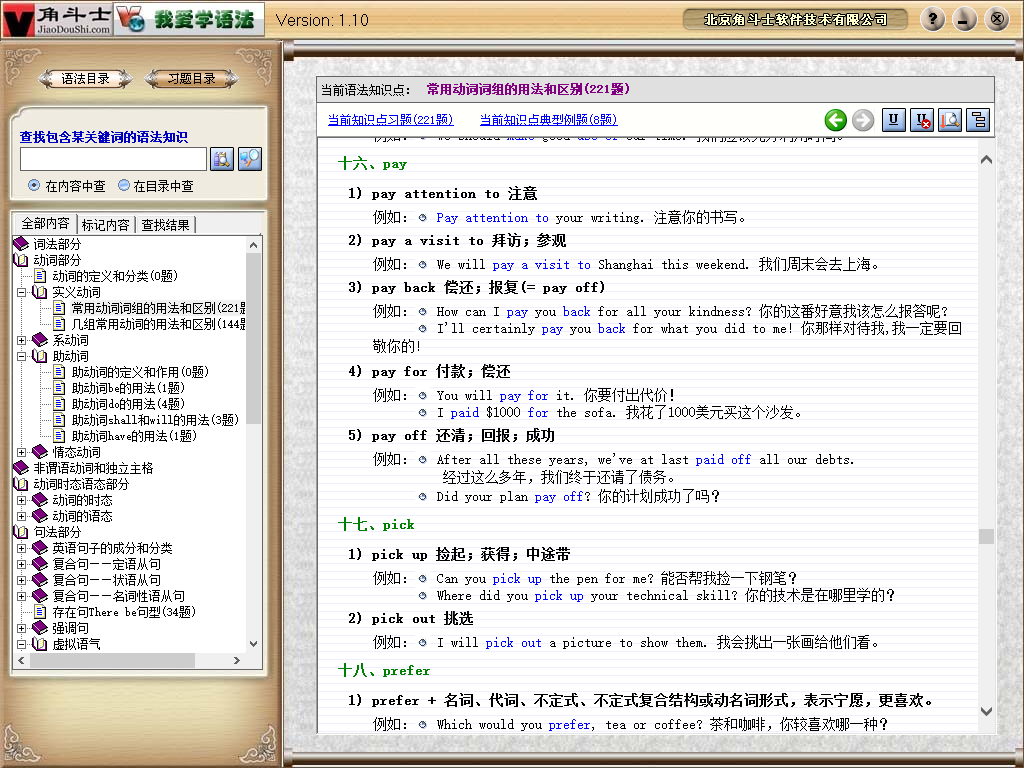 角斗士
JiaoDouShi.com
我爱学语法
Version: 1.10
北京角斗士软件技术有限公司
语法目录
习题目录
查找包含某关键词的语法知识
在内容中查
在目录中查
全部内容
标记内容
查找结果
词法部分
动词部分
动词的定义和分类(0题)
实义动词
常用动词词组的用法和区别(221题
几组常用动词的用法和区别(144题
系动词
助动词
助动词的定义和作用(0题)
助动词be的用法(1题)
助动词do的用法(4题)
助动词shall和will的用法(3题)
助动词have的用法(1题)
情态动词
非谓语动词和独立主格
动词时态语态部分
动词的时态
动词的语态
句法部分
英语句子的成分和分类
复合句－－定语从句
复合句－－状语从句
复合句－－名词性语从句
存在句There be句型(34题)
强调句
虚拟语气
当前语法知识点：
常用动词词组的用法和区别(221题)
当前知识点习题(221题)
当前知识点典型例题(8题)
十六、pay
1) pay attention to 注意
例如： Pay attention to your writing. 注意你的书写。
2) pay a visit to 拜访；参观
例如： We will pay a visit to Shanghai this weekend. 我们周末会去上海。
3) pay back 偿还；报复(= pay off)
例如： How can I pay you back for all your kindness? 你的这番好意我该怎么报答呢？
I'll certainly pay you back for what you did to me! 你那样对待我,我一定要回
敬你的!
4) pay for 付款；偿还
例如： You will pay for it. 你要付出代价!
I paid $1000 for the sofa. 我花了1000美元买这个沙发。
5) pay off 还清；回报；成功
例如： After all these years, we've at last paid off all our debts.
经过这么多年，我们终于还请了债务。
Did your plan pay off? 你的计划成功了吗？
十七、pick
1) pick up 捡起；获得；中途带
例如： Can you pick up the pen for me? 能否帮我捡一下钢笔？
Where did you pick up your technical skill? 你的技术是在哪里学的？
2) pick out 挑选
例如： I will pick out a picture to show them. 我会挑出一张画给他们看。
十八、prefer
1) prefer + 名词、代词、不定式、不定式复合结构或动名词形式，表示宁愿，更喜欢。
例如： Which would you prefer, tea or coffee? 茶和咖啡，你较喜欢哪一种？